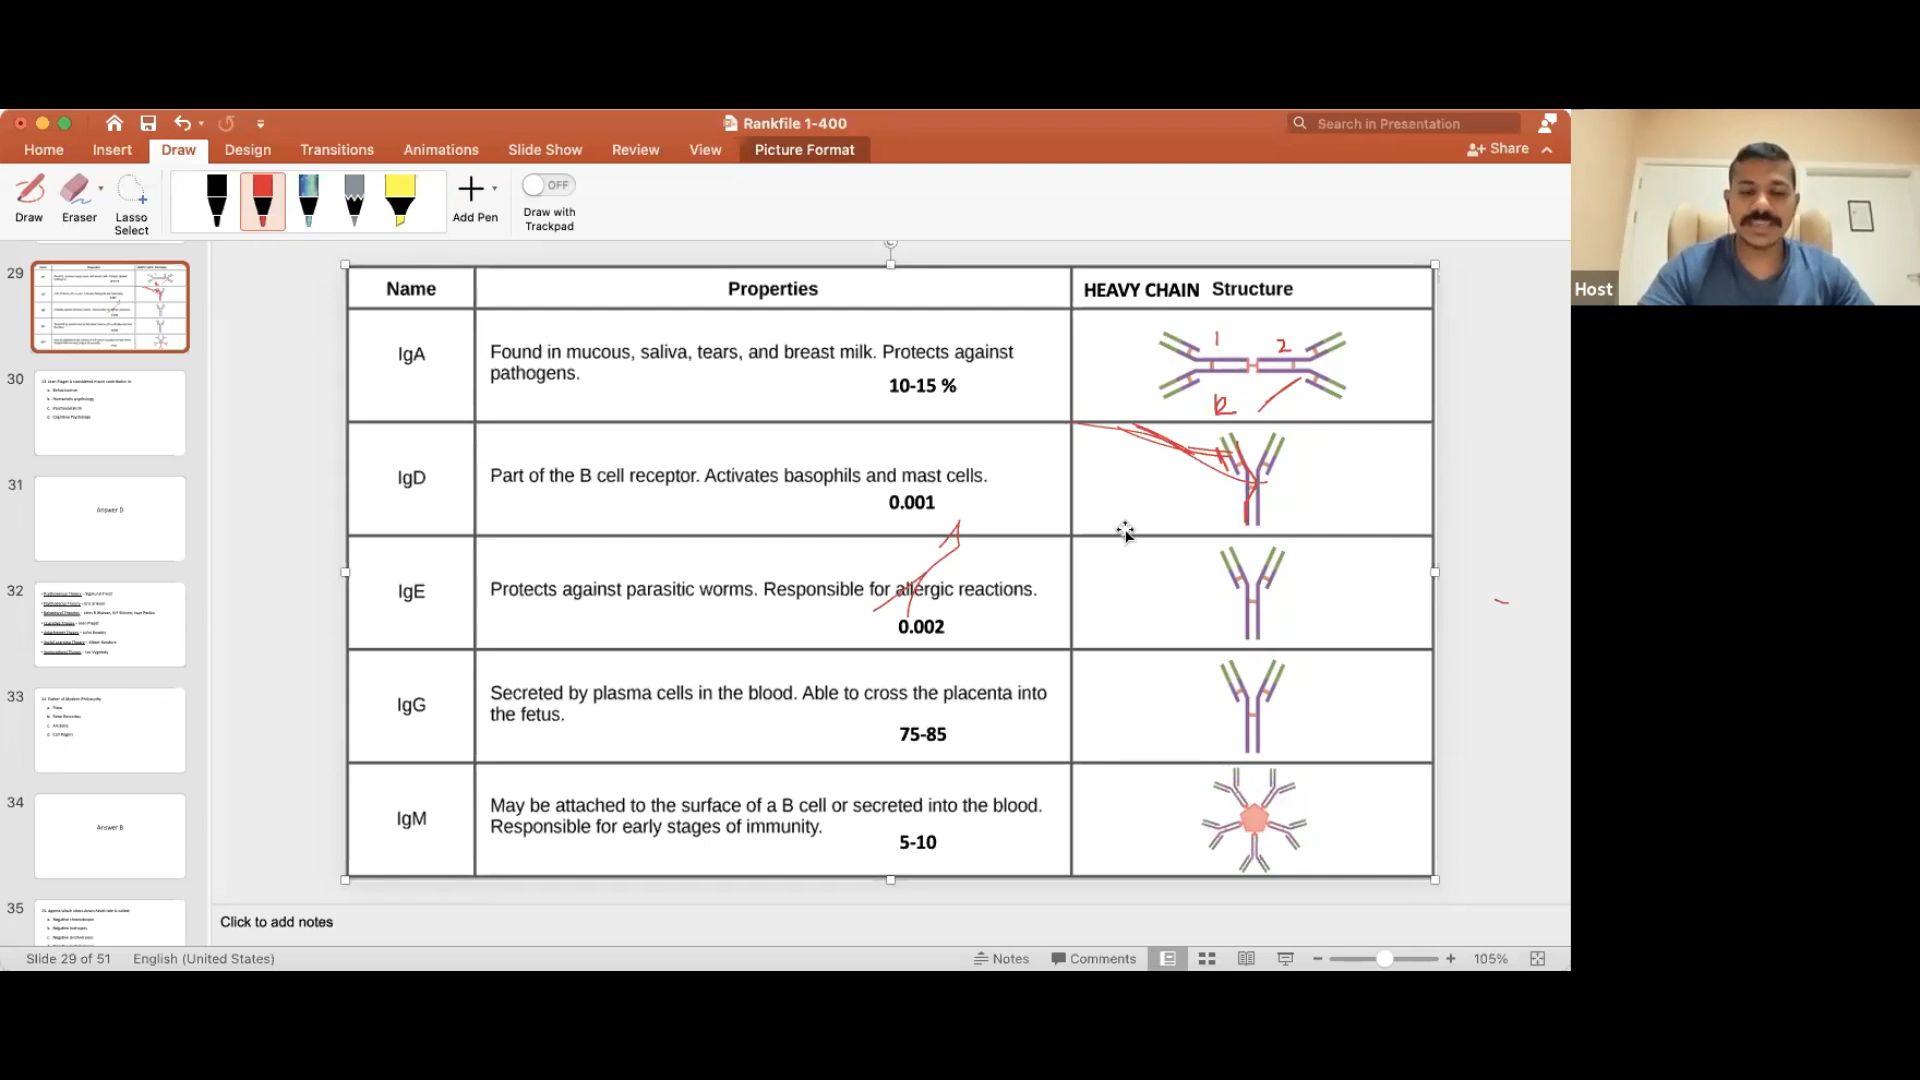 Rankfile 1-400
Search in Presentation
Home Insert Draw Design Transitions Animations Slide Show Review View Picture Format
Share
Draw Eraser Lasso Select Add Pen OFF Draw with Trackpad
Host
29
30
31
Answer D
32
33
34
Answer B
35
Name Properties HEAVY CHAIN Structure
IgA
Found in mucous, saliva, tears, and breast milk. Protects against
pathogens.
10-15 %
1 2
IgD
Part of the B cell receptor. Activates basophils and mast cells.
0.001
IgE
Protects against parasitic worms. Responsible for allergic reactions.
0.002
IgG
Secreted by plasma cells in the blood. Able to cross the placenta into
the fetus.
75-85
IgM
May be attached to the surface of a B cell or secreted into the blood.
Responsible for early stages of immunity.
5-10
Click to add notes
Slide 29 of 51 English (United States) Notes Comments 105%